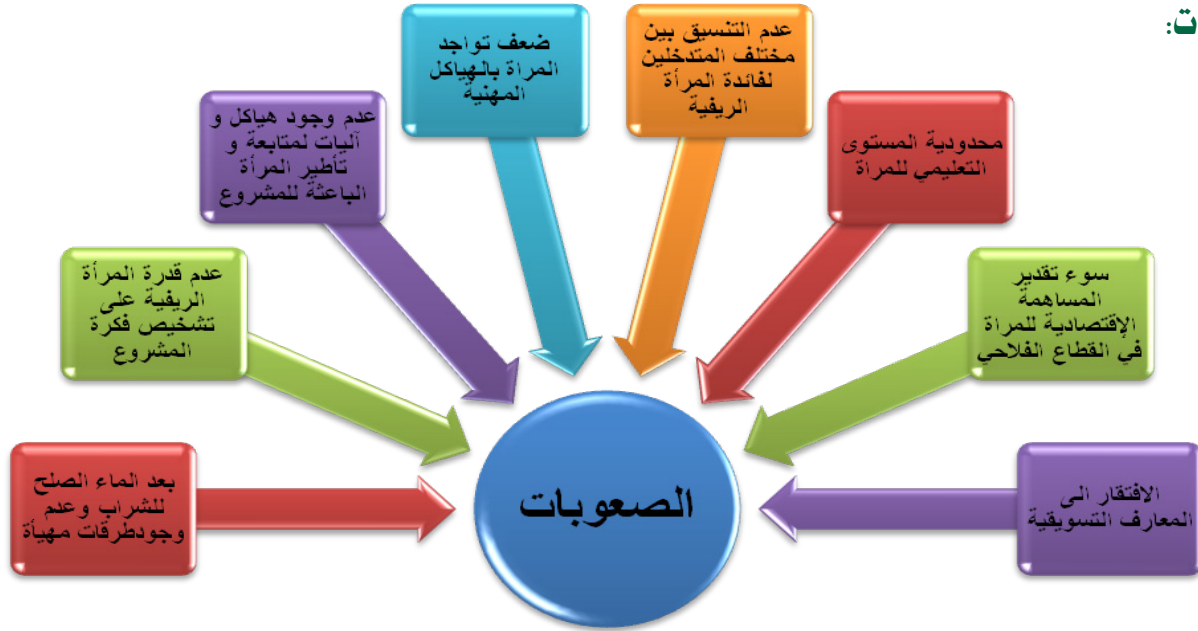 ت:
عدم التنسيق بين
مختلف المتدخلين
لفائدة المرأة
الريفية
ضعف تواجد
المراة بالهياكل
المهنية
محدودية المستوى
التعليمي للمراة
عدم وجود هياكل و
آليات لمتابعة و
تأطير المرأة
الباعثة للمشروع
سوء تقدير
المساهمة
الإقتصادية للمراة
في القطاع الفلاحي
عدم قدرة المرأة
الريفية على
تشخيص فكرة
المشروع
الافتقار الى
المعارف التسويقية
بعد الماء الصلح
للشراب وعدم
وجودطرقات مهيأة
الصعوبات